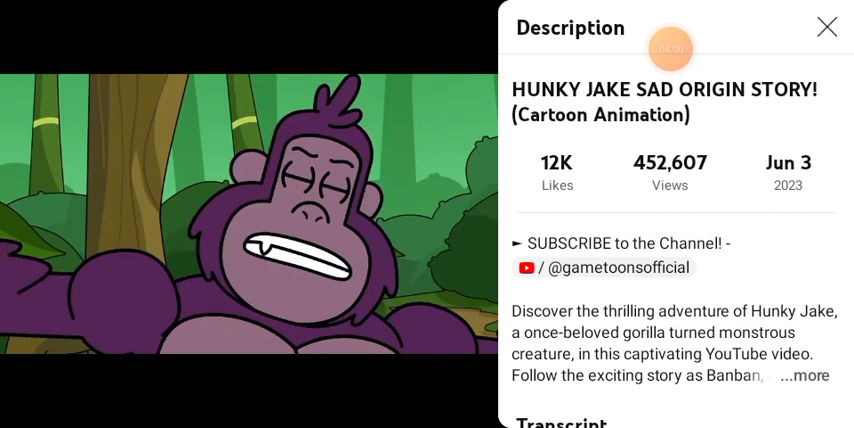 Description
04:00
HUNKY JAKE SAD ORIGIN STORY!
(Cartoon Animation)
12K 452,607 Jun 3
Likes Views 2023
► SUBSCRIBE to the Channel! -
/ @gametoonsofficial
Discover the thrilling adventure of Hunky Jake,
a once-beloved gorilla turned monstrous
creature, in this captivating YouTube video.
Follow the exciting story as Banban, ...more
Transcript